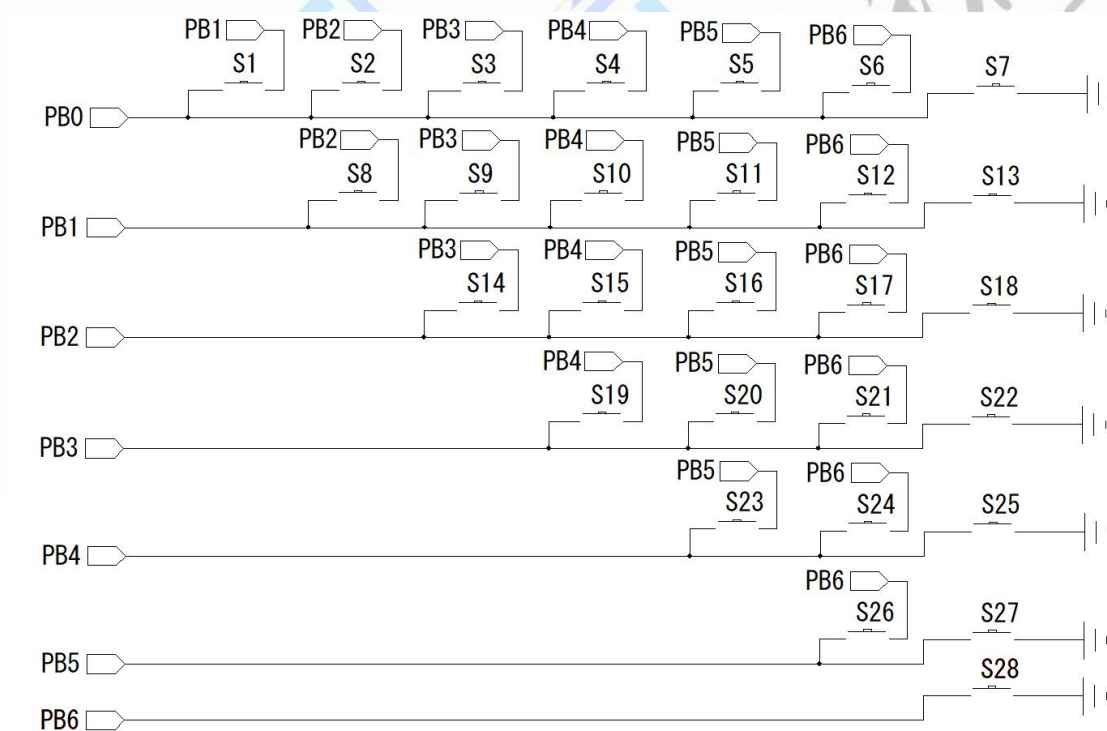 PB1 PB2 PB3 PB4 PB5 PB6
S1 S2 S3 S4 S5 S6 S7
PB0
PB2 PB3 PB4 PB5 PB6
S8 S9 S10 S11 S12 S13
PB1
PB3 PB4 PB5 PB6
S14 S15 S16 S17 S18
PB2
PB4 PB5 PB6
S19 S20 S21 S22
PB3
PB5 PB6
S23 S24 S25
PB4
PB6
S26 S27
PB5
S28
PB6